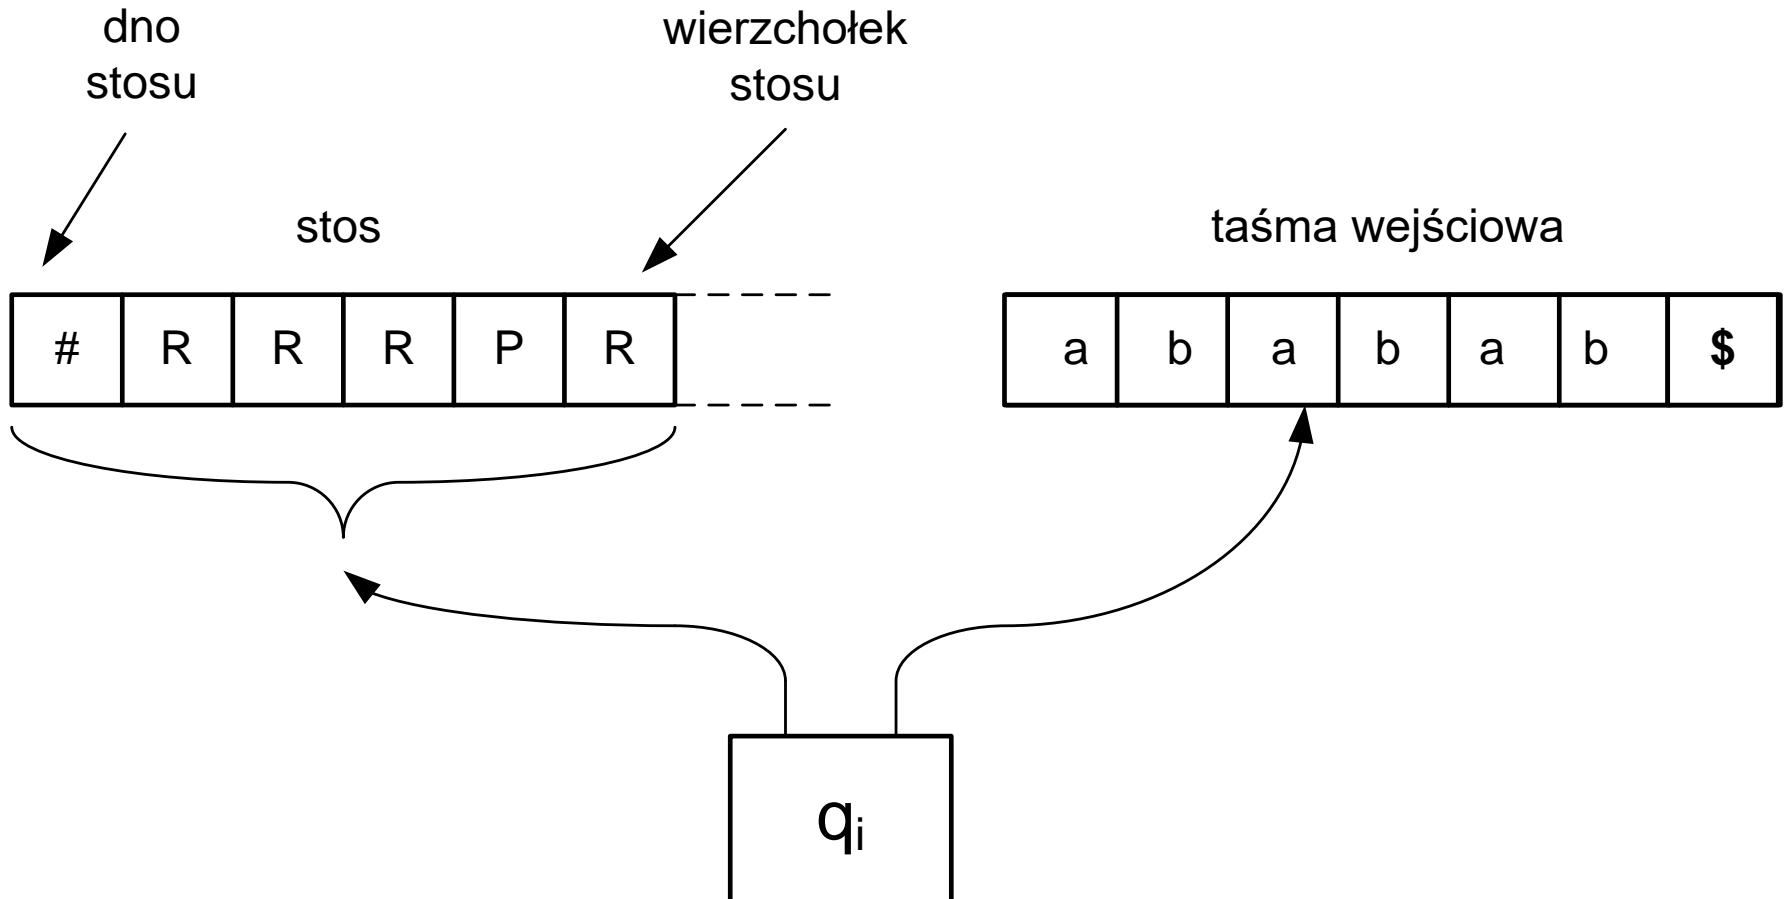 dno
stosu
wierzchołek
stosu
stos
taśma wejściowa
# R R R P R
a b a b a b $
qi